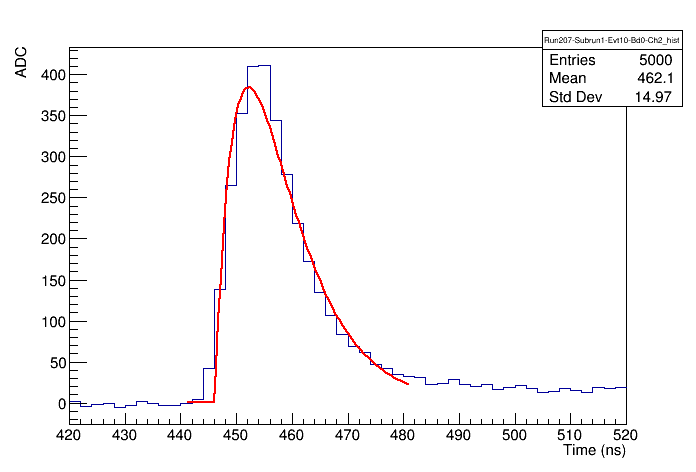 Run207-Subrun1-Evt10-Bd0-Ch2_hist
Entries 5000
Mean 462.1
Std Dev 14.97
ADC
400
350
300
250
200
150
100
50
0
420 430 440 450 460 470 480 490 500 510 520
Time (ns)